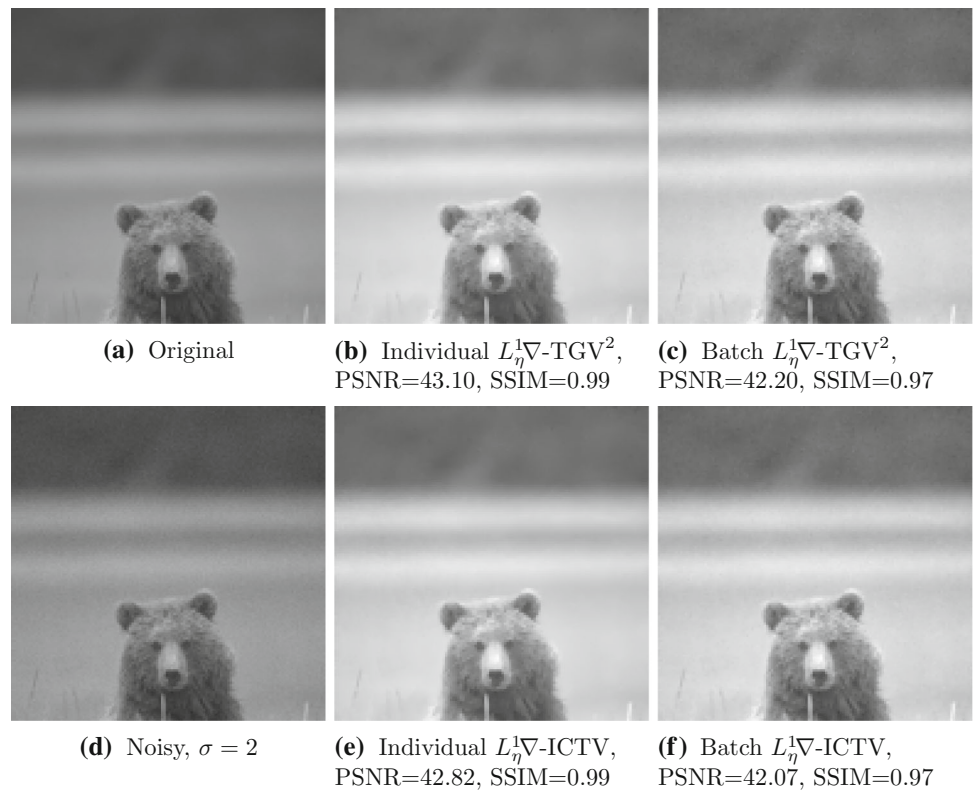 (a) Original
(b) Individual L¹_η∇-TGV²,
PSNR=43.10, SSIM=0.99
(c) Batch L¹_η∇-TGV²,
PSNR=42.20, SSIM=0.97
(d) Noisy, σ = 2
(e) Individual L¹_η∇-ICTV,
PSNR=42.82, SSIM=0.99
(f) Batch L¹_η∇-ICTV,
PSNR=42.07, SSIM=0.97